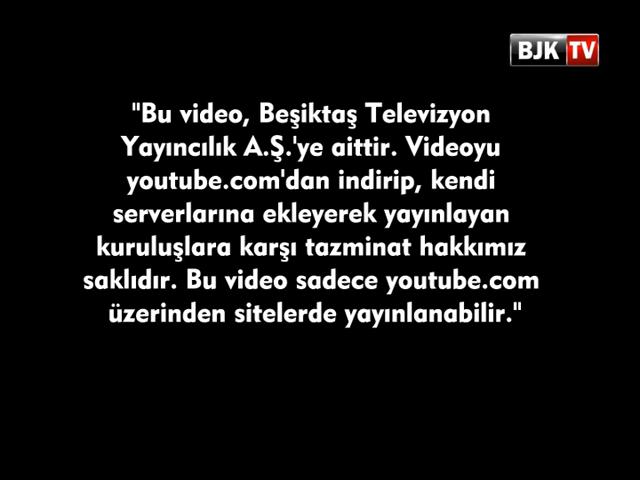 BJK TV
"Bu video, Beşiktaş Televizyon
Yayıncılık A.Ş.'ye aittir. Videoyu
youtube.com'dan indirip, kendi
serverlarına ekleyerek yayınlayan
kuruluşlara karşı tazminat hakkımız
saklıdır. Bu video sadece youtube.com
üzerinden sitelerde yayınlanabilir."